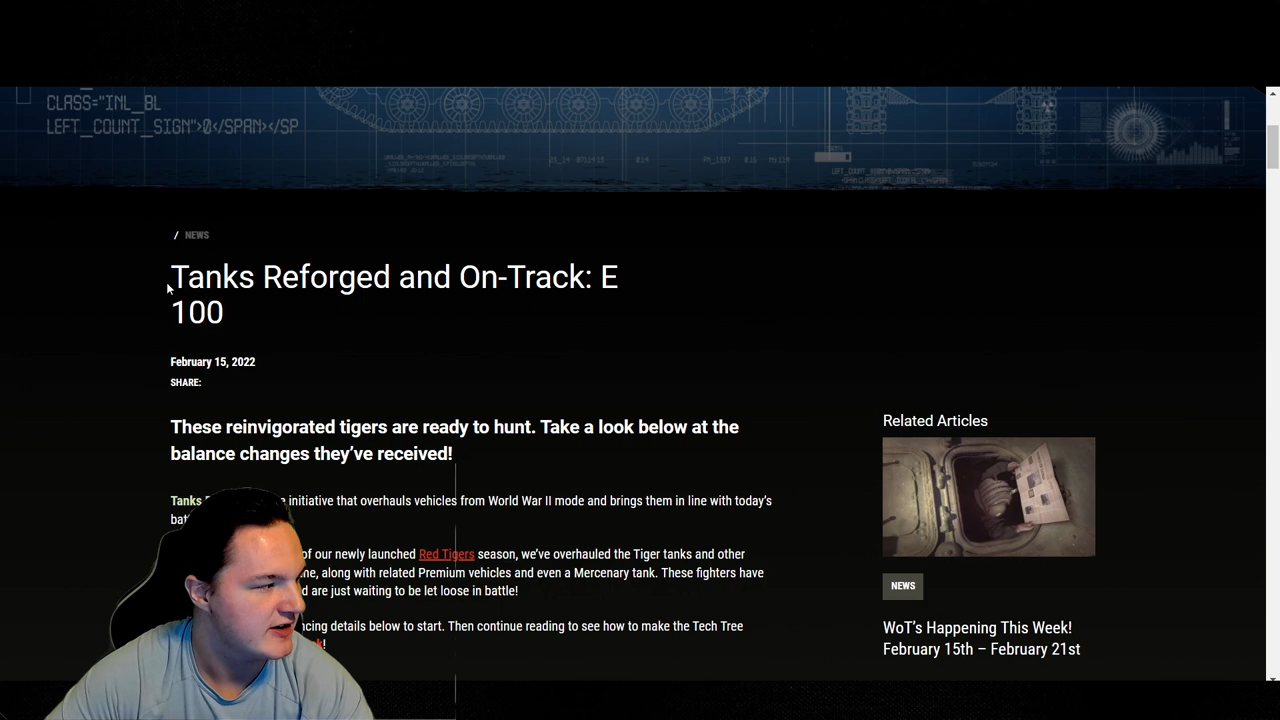 CLASS="INL_BL
LEFT_COUNT_SIGN">0</SPAN></SP
/ NEWS
Tanks Reforged and On-Track: E
100
February 15, 2022
SHARE:
These reinvigorated tigers are ready to hunt. Take a look below at the
balance changes they've received!
Tanks initiative that overhauls vehicles from World War II mode and brings them in line with today's
of our newly launched Red Tigers season, we've overhauled the Tiger tanks and other
along with related Premium vehicles and even a Mercenary tank. These fighters have
are just waiting to be let loose in battle!
details below to start. Then continue reading to see how to make the Tech Tree
Related Articles
NEWS
WoT's Happening This Week!
February 15th – February 21st